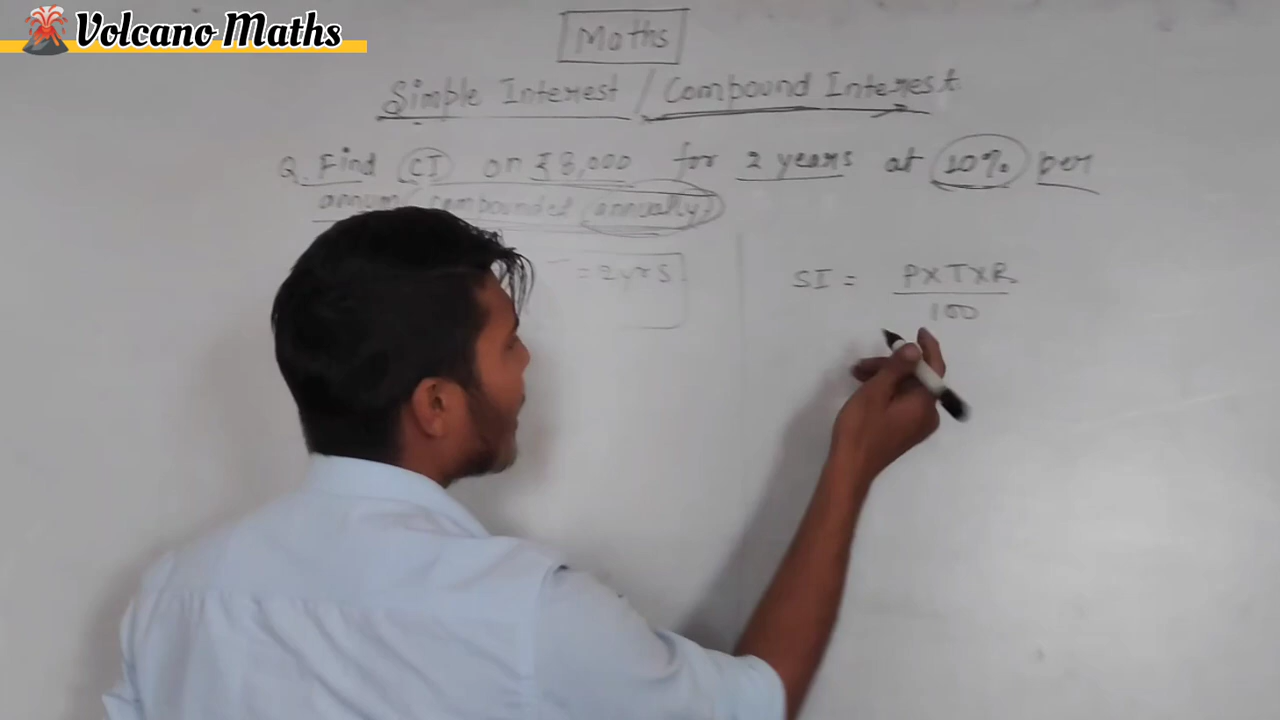 Volcano Maths
Maths
Simple Interest / Compound Interest
Q. Find CI on ₹8,000 for 2 years at 10% per
annum compounded annually.
T = 2yrs
SI = P×T×R
100